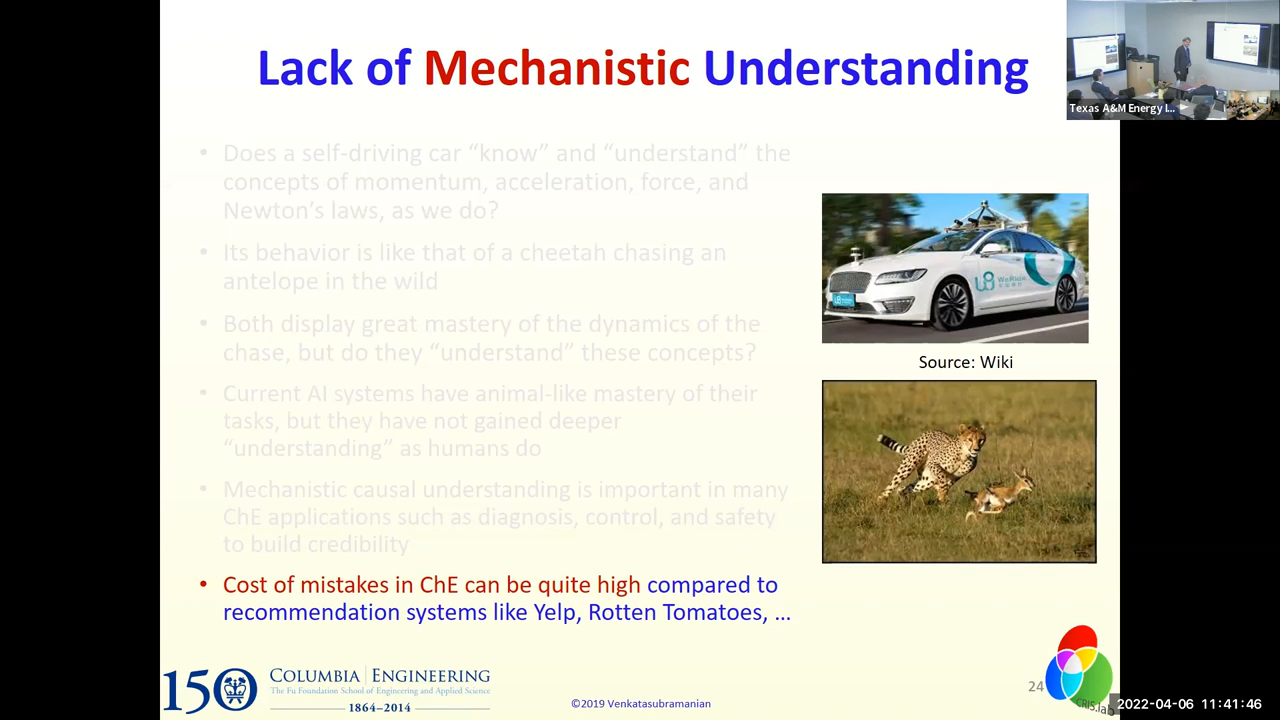 Lack of Mechanistic Understanding
Texas A&M Energy I...
• Does a self-driving car “know” and “understand” the
concepts of momentum, acceleration, force, and
Newton’s laws, as we do?
• Its behavior is like that of a cheetah chasing an
antelope in the wild
• Both display great mastery of the dynamics of the
chase, but do they “understand” these concepts?
• Current AI systems have animal-like mastery of their
tasks, but they have not gained deeper
“understanding” as humans do
• Mechanistic causal understanding is important in many
ChE applications such as diagnosis, control, and safety
to build credibility
• Cost of mistakes in ChE can be quite high compared to
recommendation systems like Yelp, Rotten Tomatoes, ...
WeRide
Source: Wiki
150
COLUMBIA | ENGINEERING
The Fu Foundation School of Engineering and Applied Science
1864–2014
©2019 Venkatasubramanian
24
CRIS.lab
2022-04-06 11:41:46